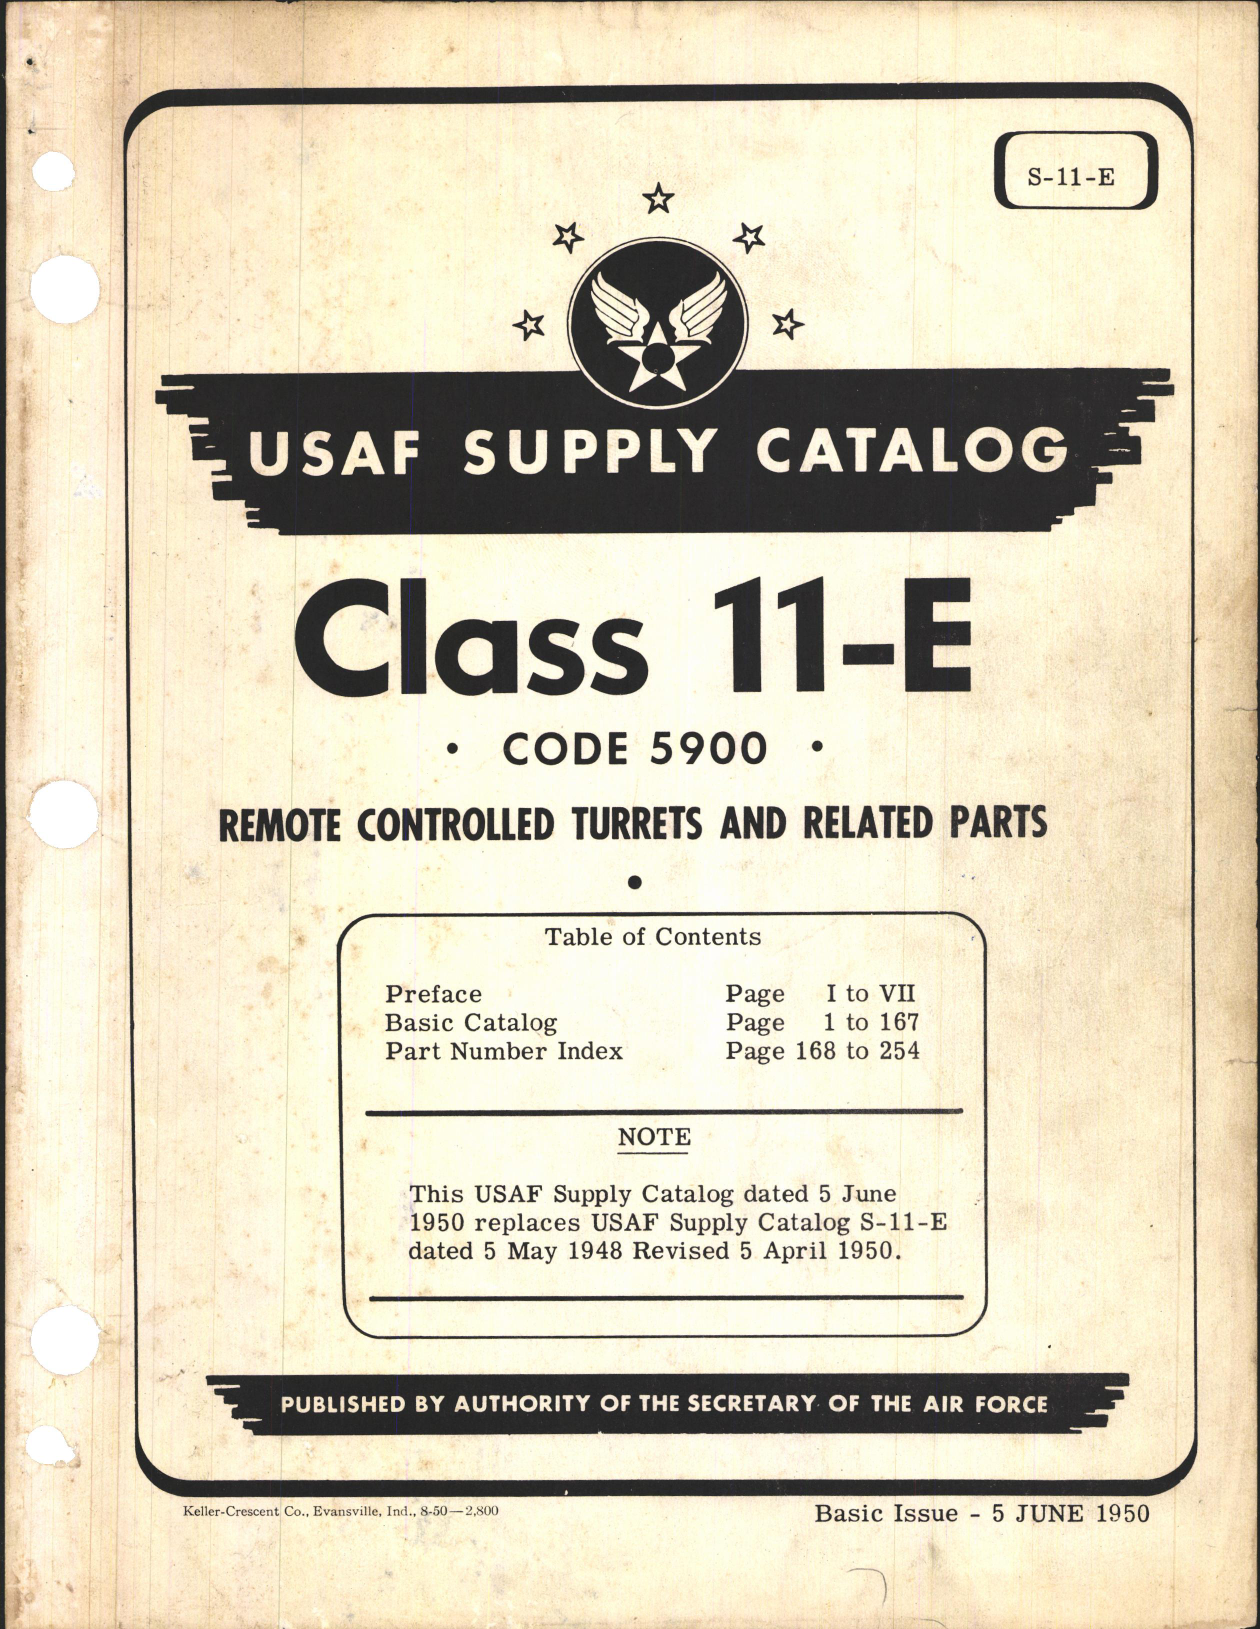 S-11-E
USAF SUPPLY CATALOG
Class 11-E
• CODE 5900 •
REMOTE CONTROLLED TURRETS AND RELATED PARTS
•
Table of Contents
Preface Page I to VII
Basic Catalog Page 1 to 167
Part Number Index Page 168 to 254
NOTE
This USAF Supply Catalog dated 5 June
1950 replaces USAF Supply Catalog S-11-E
dated 5 May 1948 Revised 5 April 1950.
PUBLISHED BY AUTHORITY OF THE SECRETARY OF THE AIR FORCE
Keller-Crescent Co., Evansville, Ind., 8-50—2,800
Basic Issue - 5 JUNE 1950